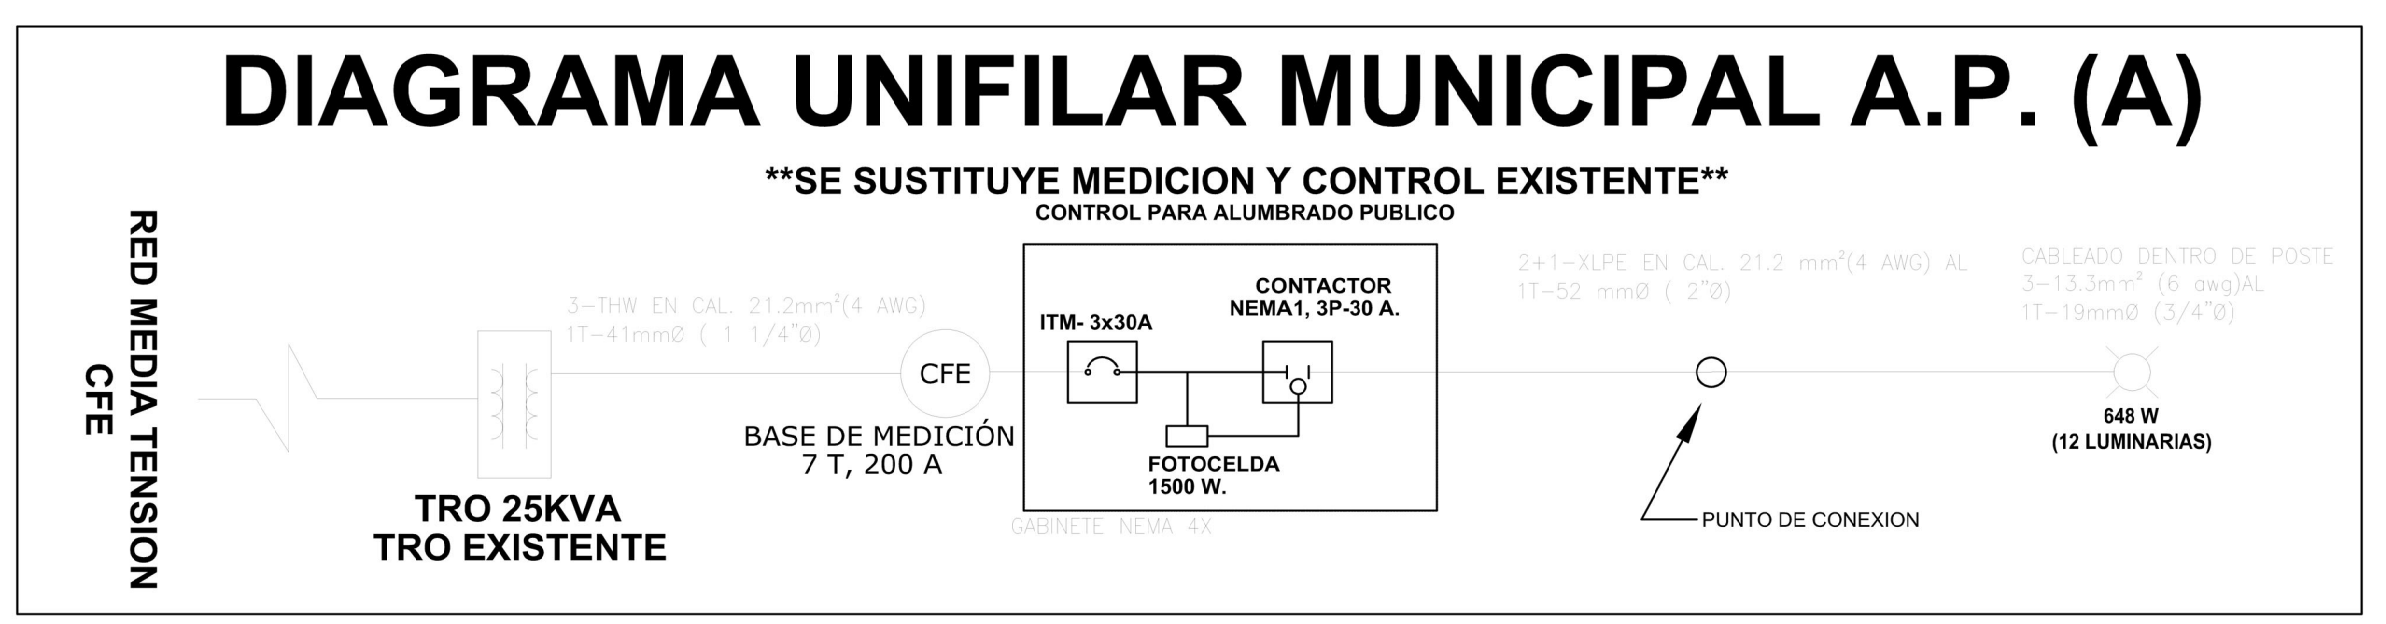 DIAGRAMA UNIFILAR MUNICIPAL A.P. (A)
**SE SUSTITUYE MEDICION Y CONTROL EXISTENTE**
CONTROL PARA ALUMBRADO PUBLICO
RED MEDIA TENSION
CFE
3-THW EN CAL. 21.2mm²(4 AWG)
1T-41mmØ ( 1 1/4"Ø)
TRO 25KVA
TRO EXISTENTE
CFE
BASE DE MEDICIÓN
7 T, 200 A
ITM- 3x30A
CONTACTOR
NEMA1, 3P-30 A.
FOTOCELDA
1500 W.
GABINETE NEMA 4X
2+1-XLPE EN CAL. 21.2 mm²(4 AWG) AL
1T-52 mmØ ( 2"Ø)
PUNTO DE CONEXION
CABLEADO DENTRO DE POSTE
3-13.3mm² (6 awg)AL
1T-19mmØ (3/4"Ø)
648 W
(12 LUMINARIAS)